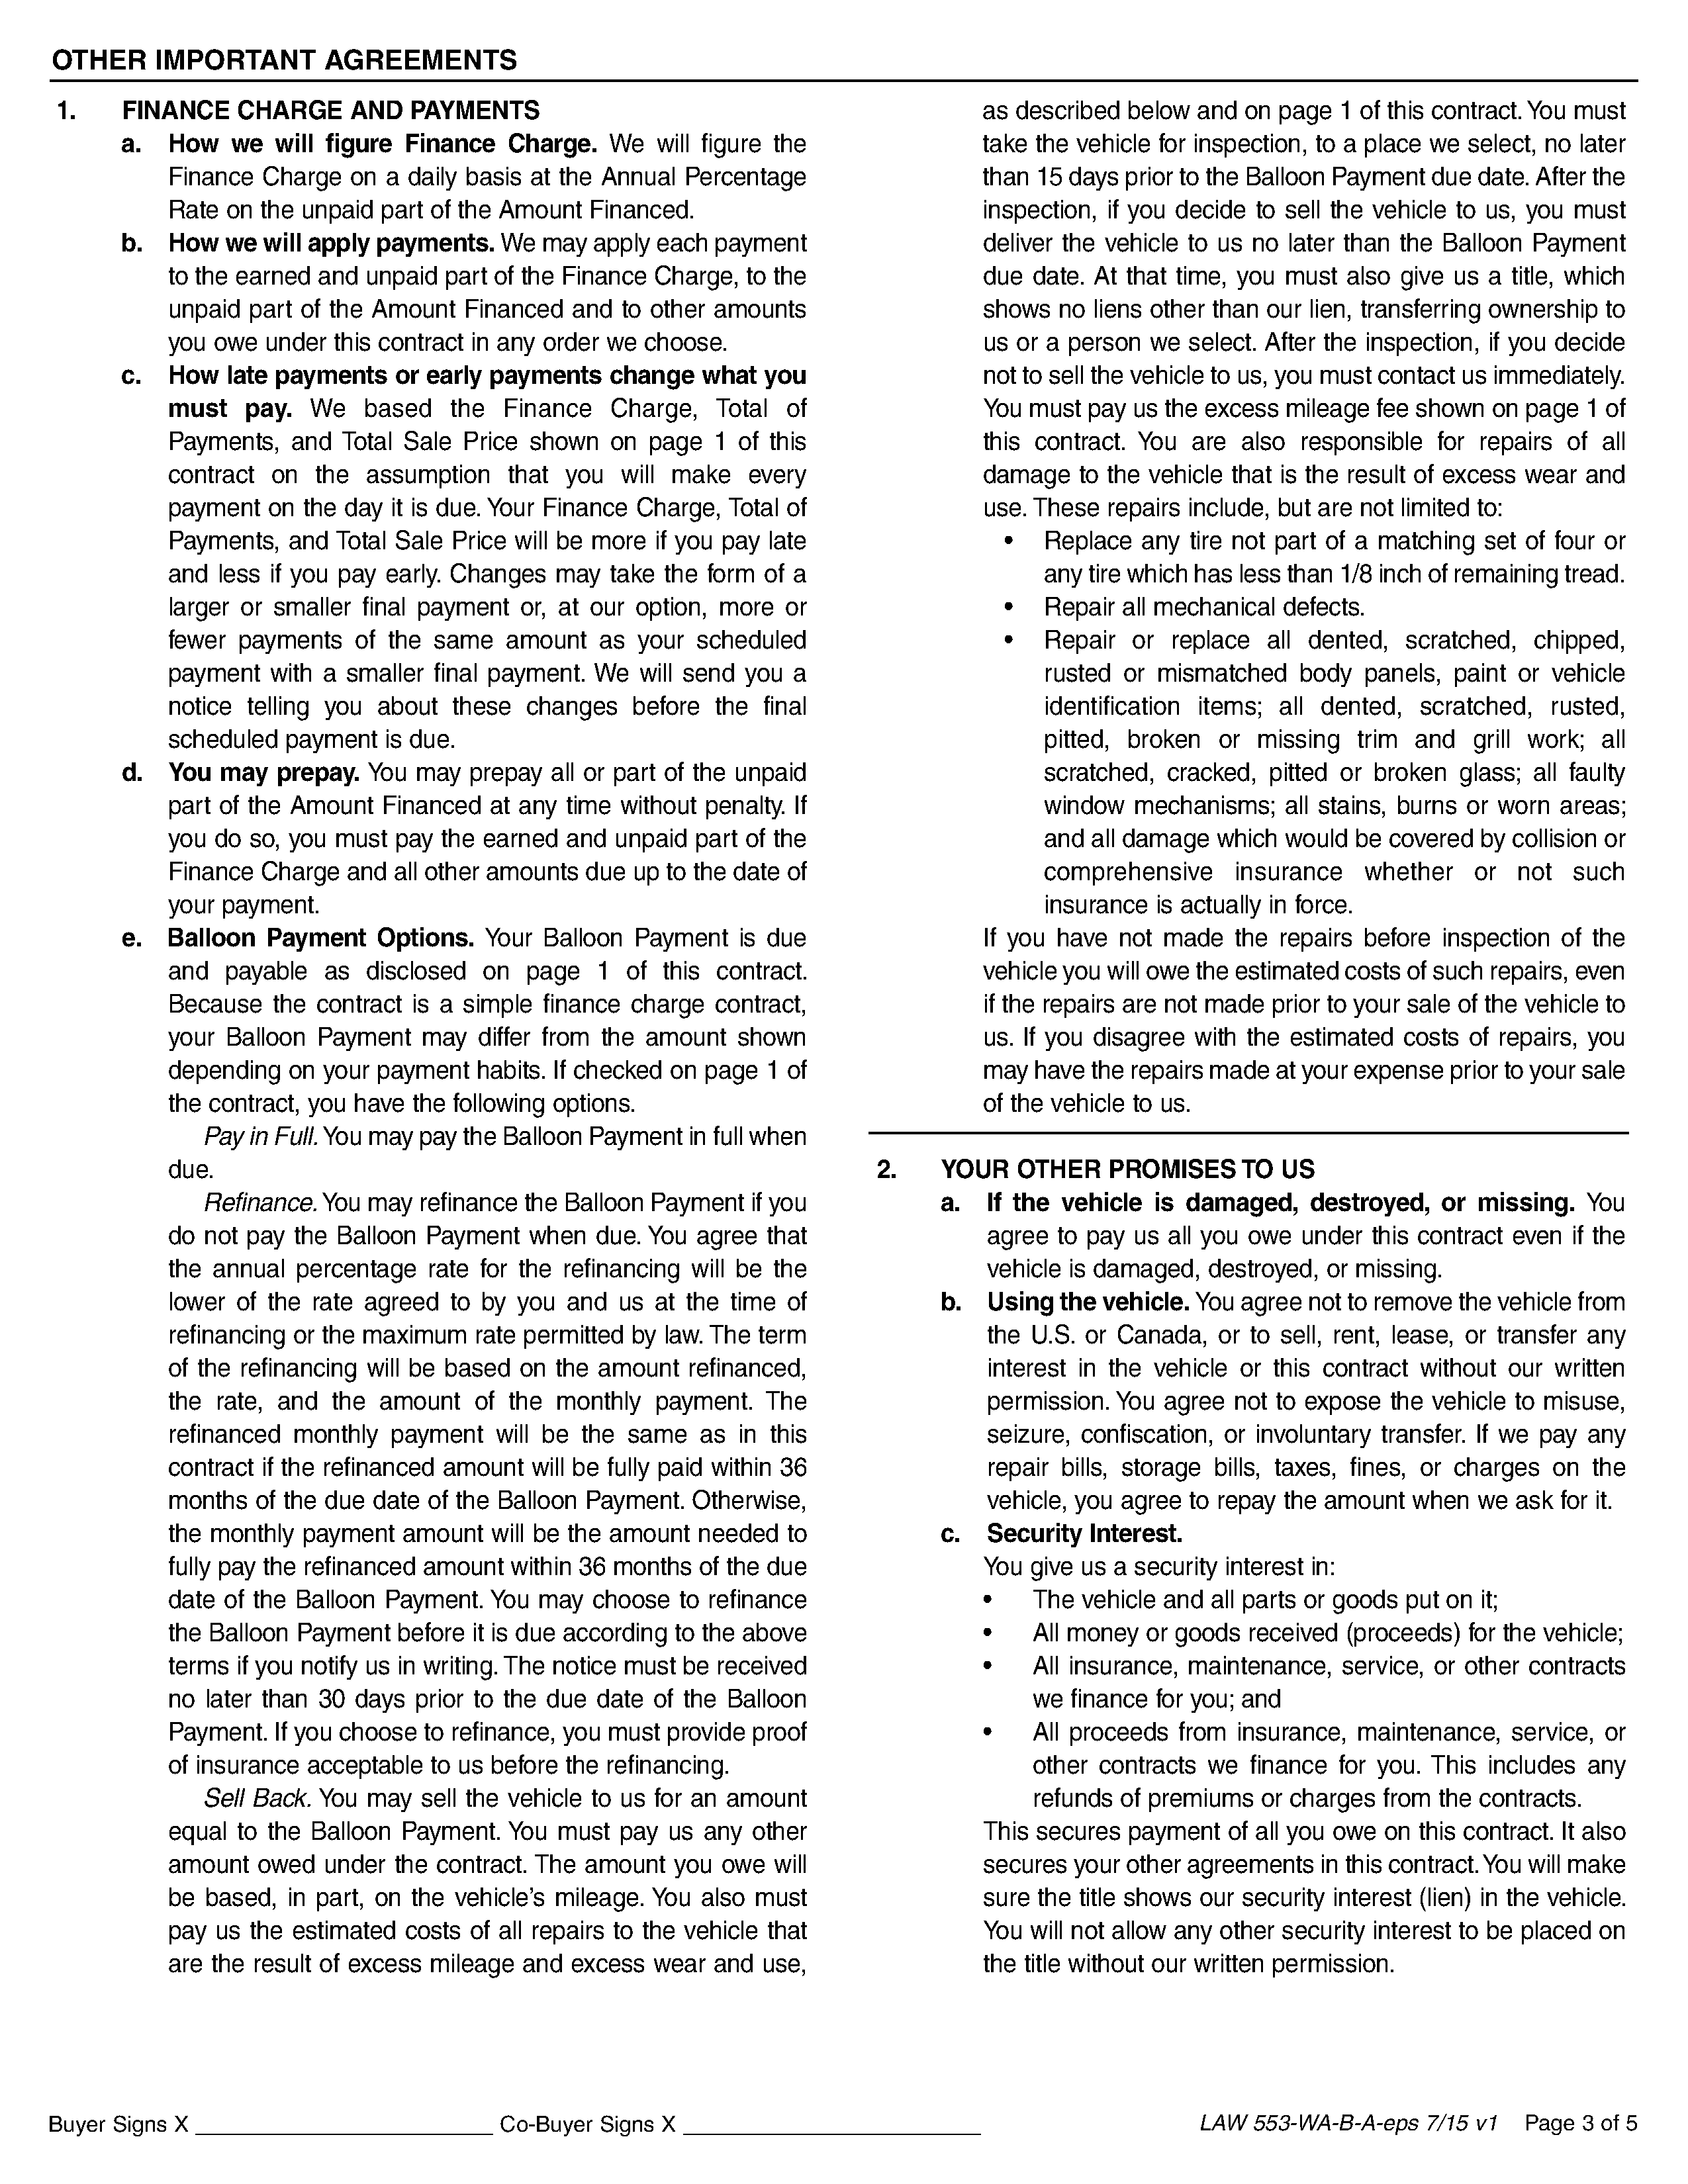 OTHER IMPORTANT AGREEMENTS
1. FINANCE CHARGE AND PAYMENTS
a. How we will figure Finance Charge. We will figure the
Finance Charge on a daily basis at the Annual Percentage
Rate on the unpaid part of the Amount Financed.
b. How we will apply payments. We may apply each payment
to the earned and unpaid part of the Finance Charge, to the
unpaid part of the Amount Financed and to other amounts
you owe under this contract in any order we choose.
c. How late payments or early payments change what you
must pay. We based the Finance Charge, Total of
Payments, and Total Sale Price shown on page 1 of this
contract on the assumption that you will make every
payment on the day it is due. Your Finance Charge, Total of
Payments, and Total Sale Price will be more if you pay late
and less if you pay early. Changes may take the form of a
larger or smaller final payment or, at our option, more or
fewer payments of the same amount as your scheduled
payment with a smaller final payment. We will send you a
notice telling you about these changes before the final
scheduled payment is due.
d. You may prepay. You may prepay all or part of the unpaid
part of the Amount Financed at any time without penalty. If
you do so, you must pay the earned and unpaid part of the
Finance Charge and all other amounts due up to the date of
your payment.
e. Balloon Payment Options. Your Balloon Payment is due
and payable as disclosed on page 1 of this contract.
Because the contract is a simple finance charge contract,
your Balloon Payment may differ from the amount shown
depending on your payment habits. If checked on page 1 of
the contract, you have the following options.
Pay in Full. You may pay the Balloon Payment in full when
due.
Refinance. You may refinance the Balloon Payment if you
do not pay the Balloon Payment when due. You agree that
the annual percentage rate for the refinancing will be the
lower of the rate agreed to by you and us at the time of
refinancing or the maximum rate permitted by law. The term
of the refinancing will be based on the amount refinanced,
the rate, and the amount of the monthly payment. The
refinanced monthly payment will be the same as in this
contract if the refinanced amount will be fully paid within 36
months of the due date of the Balloon Payment. Otherwise,
the monthly payment amount will be the amount needed to
fully pay the refinanced amount within 36 months of the due
date of the Balloon Payment. You may choose to refinance
the Balloon Payment before it is due according to the above
terms if you notify us in writing. The notice must be received
no later than 30 days prior to the due date of the Balloon
Payment. If you choose to refinance, you must provide proof
of insurance acceptable to us before the refinancing.
Sell Back. You may sell the vehicle to us for an amount
equal to the Balloon Payment. You must pay us any other
amount owed under the contract. The amount you owe will
be based, in part, on the vehicle's mileage. You also must
pay us the estimated costs of all repairs to the vehicle that
are the result of excess mileage and excess wear and use,
as described below and on page 1 of this contract. You must
take the vehicle for inspection, to a place we select, no later
than 15 days prior to the Balloon Payment due date. After the
inspection, if you decide to sell the vehicle to us, you must
deliver the vehicle to us no later than the Balloon Payment
due date. At that time, you must also give us a title, which
shows no liens other than our lien, transferring ownership to
us or a person we select. After the inspection, if you decide
not to sell the vehicle to us, you must contact us immediately.
You must pay us the excess mileage fee shown on page 1 of
this contract. You are also responsible for repairs of all
damage to the vehicle that is the result of excess wear and
use. These repairs include, but are not limited to:
• Replace any tire not part of a matching set of four or
any tire which has less than 1/8 inch of remaining tread.
• Repair all mechanical defects.
• Repair or replace all dented, scratched, chipped,
rusted or mismatched body panels, paint or vehicle
identification items; all dented, scratched, rusted,
pitted, broken or missing trim and grill work; all
scratched, cracked, pitted or broken glass; all faulty
window mechanisms; all stains, burns or worn areas;
and all damage which would be covered by collision or
comprehensive insurance whether or not such
insurance is actually in force.
If you have not made the repairs before inspection of the
vehicle you will owe the estimated costs of such repairs, even
if the repairs are not made prior to your sale of the vehicle to
us. If you disagree with the estimated costs of repairs, you
may have the repairs made at your expense prior to your sale
of the vehicle to us.
2. YOUR OTHER PROMISES TO US
a. If the vehicle is damaged, destroyed, or missing. You
agree to pay us all you owe under this contract even if the
vehicle is damaged, destroyed, or missing.
b. Using the vehicle. You agree not to remove the vehicle from
the U.S. or Canada, or to sell, rent, lease, or transfer any
interest in the vehicle or this contract without our written
permission. You agree not to expose the vehicle to misuse,
seizure, confiscation, or involuntary transfer. If we pay any
repair bills, storage bills, taxes, fines, or charges on the
vehicle, you agree to repay the amount when we ask for it.
c. Security Interest.
You give us a security interest in:
• The vehicle and all parts or goods put on it;
• All money or goods received (proceeds) for the vehicle;
• All insurance, maintenance, service, or other contracts
we finance for you; and
• All proceeds from insurance, maintenance, service, or
other contracts we finance for you. This includes any
refunds of premiums or charges from the contracts.
This secures payment of all you owe on this contract. It also
secures your other agreements in this contract. You will make
sure the title shows our security interest (lien) in the vehicle.
You will not allow any other security interest to be placed on
the title without our written permission.
Buyer Signs X ________________________ Co-Buyer Signs X ________________________ LAW 553-WA-B-A-eps 7/15 v1 Page 3 of 5